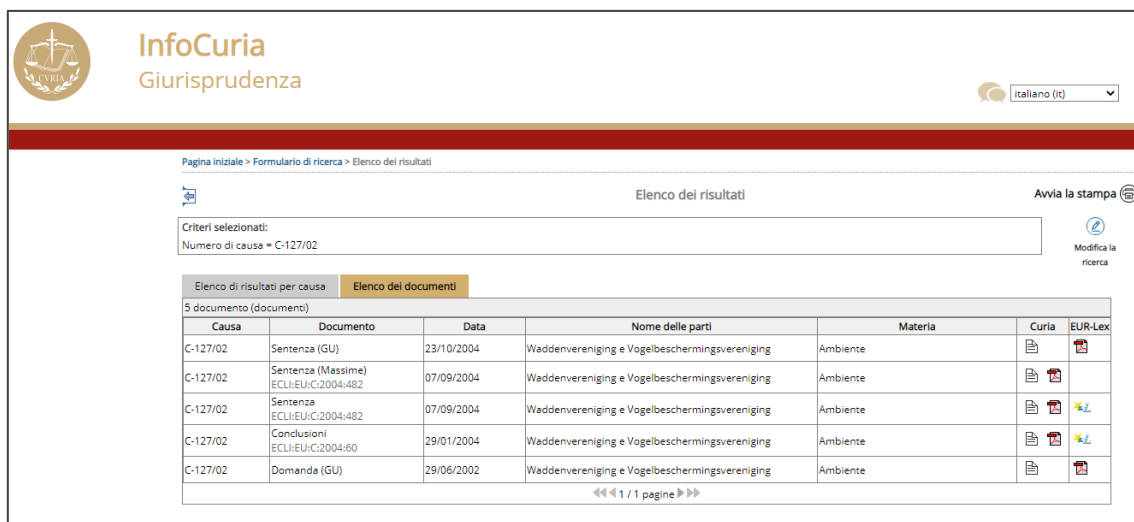 InfoCuria
Giurisprudenza
CVRIA
italiano (it)
Pagina iniziale > Formulario di ricerca > Elenco dei risultati
Elenco dei risultati
Avvia la stampa
Criteri selezionati:
Numero di causa = C-127/02
Modifica la
ricerca
Elenco di risultati per causa Elenco dei documenti
5 documento (documenti)
Causa Documento Data Nome delle parti Materia Curia EUR-Lex
C-127/02 Sentenza (GU) 23/10/2004 Waddenvereniging e Vogelbeschermingsvereniging Ambiente
C-127/02 Sentenza (Massime) 07/09/2004 Waddenvereniging e Vogelbeschermingsvereniging Ambiente
ECLI:EU:C:2004:482
C-127/02 Sentenza 07/09/2004 Waddenvereniging e Vogelbeschermingsvereniging Ambiente
ECLI:EU:C:2004:482
C-127/02 Conclusioni 29/01/2004 Waddenvereniging e Vogelbeschermingsvereniging Ambiente
ECLI:EU:C:2004:60
C-127/02 Domanda (GU) 29/06/2002 Waddenvereniging e Vogelbeschermingsvereniging Ambiente
1 / 1 pagine